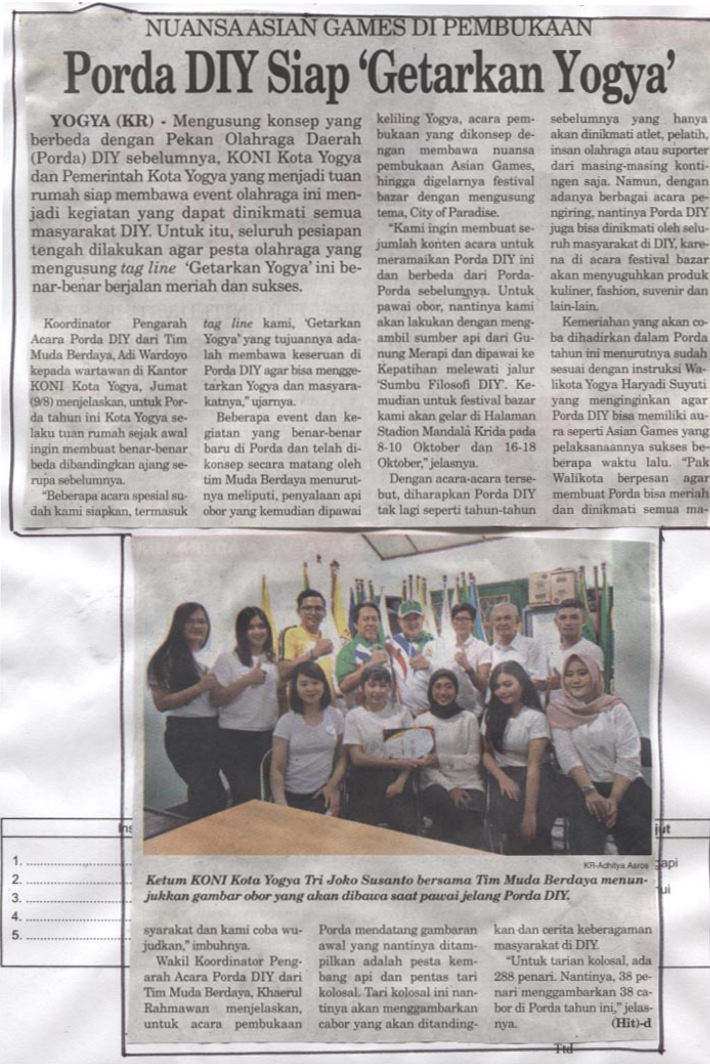 NUANSA ASIAN GAMES DI PEMBUKAAN
Porda DIY Siap 'Getarkan Yogya'
YOGYA (KR) - Mengusung konsep yang
berbeda dengan Pekan Olahraga Daerah
(Porda) DIY sebelumnya, KONI Kota Yogya
dan Pemerintah Kota Yogya yang menjadi tuan
rumah siap membawa event olahraga ini men-
jadi kegiatan yang dapat dinikmati semua
masyarakat DIY. Untuk itu, seluruh pesiapan
tengah dilakukan agar pesta olahraga yang
mengusung tag line 'Getarkan Yogya' ini be-
nar-benar berjalan meriah dan sukses.
Koordinator Pengarah
Acara Porda DIY dari Tim
Muda Berdaya, Adi Wardoyo
kepada wartawan di Kantor
KONI Kota Yogya, Jumat
(9/8) menjelaskan, untuk Por-
da tahun ini Kota Yogya se-
laku tuan rumah sejak awal
ingin membuat benar-benar
beda dibandingkan ajang se-
rupa sebelumnya.
"Beberapa acara spesial su-
dah kami siapkan, termasuk
tag line kami, 'Getarkan
Yogya' yang tujuannya ada-
lah membawa keseruan di
Porda DIY agar bisa mengge-
tarkan Yogya dan masyara-
katnya," ujarnya.
Beberapa event dan ke-
giatan yang benar-benar
baru di Porda dan telah di-
konsep secara matang oleh
tim Muda Berdaya menurut-
nya meliputi, penyalaan api
obor yang kemudian dipawai
keliling Yogya, acara pem-
bukaan yang dikonsep de-
ngan membawa nuansa
pembukaan Asian Games,
hingga digelarnya festival
bazar dengan mengusung
tema, City of Paradise.
"Kami ingin membuat se-
jumlah konten acara untuk
meramaikan Porda DIY ini
dan berbeda dari Porda-
Porda sebelumnya. Untuk
pawai obor, nantinya kami
akan lakukan dengan meng-
ambil sumber api dari Gu-
nung Merapi dan dipawai ke
Kepatihan melewati jalur
'Sumbu Filosofi DIY'. Ke-
mudian untuk festival bazar
kami akan gelar di Halaman
Stadion Mandala Krida pada
8-10 Oktober dan 16-18
Oktober," jelasnya.
Dengan acara-acara terse-
but, diharapkan Porda DIY
tak lagi seperti tahun-tahun
sebelumnya yang hanya
akan dinikmati atlet, pelatih,
insan olahraga atau suporter
dari masing-masing konti-
ngen saja. Namun, dengan
adanya berbagai acara pe-
ngiring, nantinya Porda DIY
juga bisa dinikmati oleh selu-
ruh masyarakat di DIY, kare-
na di acara festival bazar
akan menyuguhkan produk
kuliner, fashion, suvenir dan
lain-lain.
Kemeriahan yang akan co-
ba dihadirkan dalam Porda
tahun ini menurutnya sudah
sesuai dengan instruksi Wa-
likota Yogya Haryadi Suyuti
yang menginginkan agar
Porda DIY bisa memiliki au-
ra seperti Asian Games yang
pelaksanaannya sukses be-
berapa waktu lalu. "Pak
Walikota berpesan agar
membuat Porda bisa meriah
dan dinikmati semua ma-
KR-Adhitya Asros
Ketum KONI Kota Yogya Tri Joko Susanto bersama Tim Muda Berdaya menun-
jukkan gambar obor yang akan dibawa saat pawai jelang Porda DIY.
syarakat dan kami coba wu-
judkan," imbuhnya.
Wakil Koordinator Peng-
arah Acara Porda DIY dari
Tim Muda Berdaya, Khaerul
Rahmawan menjelaskan,
untuk acara pembukaan
Porda mendatang gambaran
awal yang nantinya ditam-
pilkan adalah pesta kem-
bang api dan pentas tari
kolosal. Tari kolosal ini nan-
tinya akan menggambarkan
cabor yang akan ditanding-
kan dan cerita keberagaman
masyarakat di DIY.
"Untuk tarian kolosal, ada
288 penari. Nantinya, 38 pe-
nari menggambarkan 38 ca-
bor di Porda tahun ini," jelas-
nya. (Hit)-d
1.
2.
3.
4.
5.
Ttd